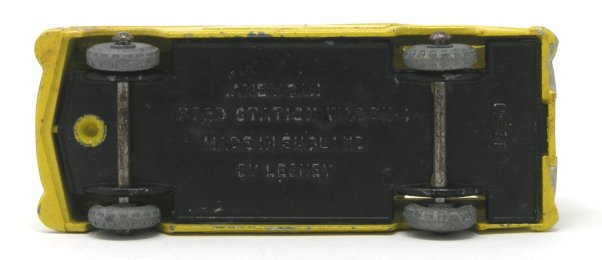 AMERICAN
FORD STATION WAGON
MADE IN ENGLAND
BY LESNEY